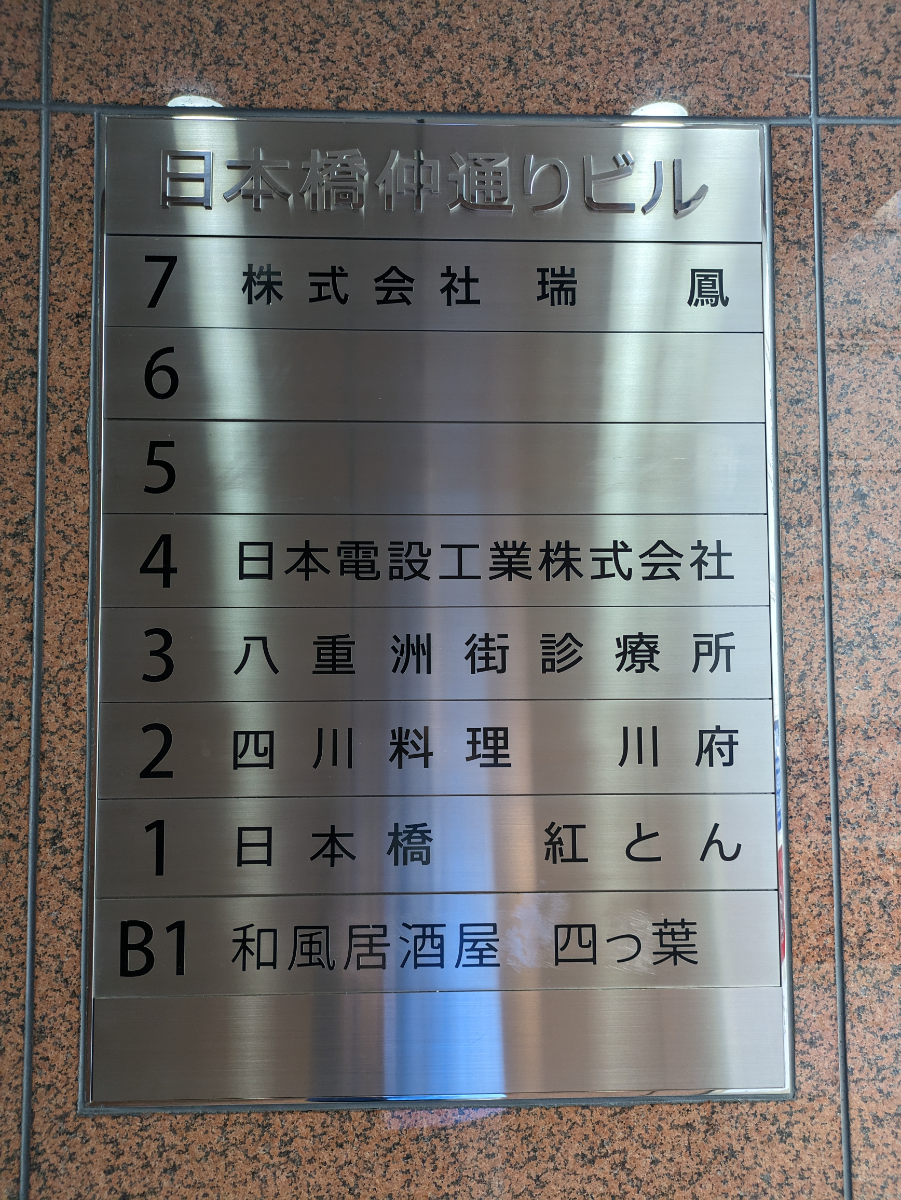 日本橋仲通りビル
7 株式会社 瑞 鳳
6
5
4 日本電設工業株式会社
3 八重洲街診療所
2 四川料理 川府
1 日本橋 紅とん
B1 和風居酒屋 四つ葉